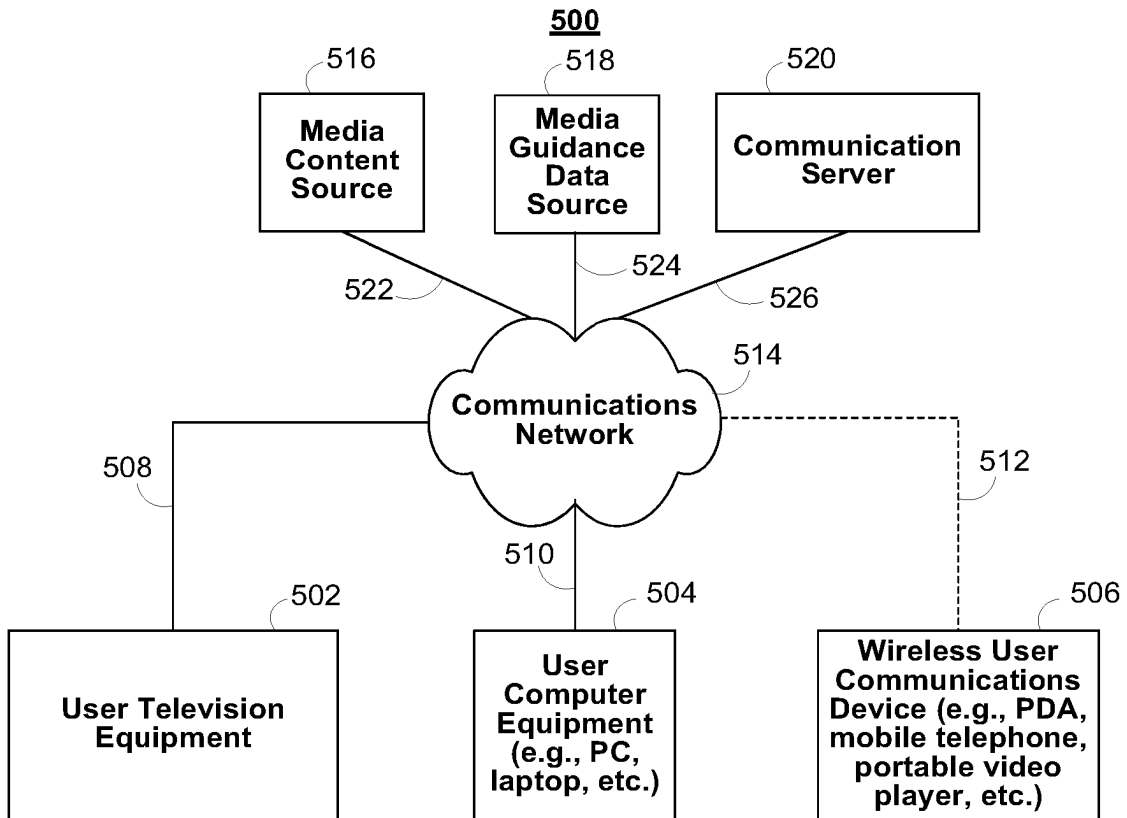 500
516
518
520
Media
Content
Source
Media
Guidance
Data
Source
Communication
Server
522
524
526
514
Communications
Network
508
512
510
502
504
506
User Television
Equipment
User
Computer
Equipment
(e.g., PC,
laptop, etc.)
Wireless User
Communications
Device (e.g., PDA,
mobile telephone,
portable video
player, etc.)